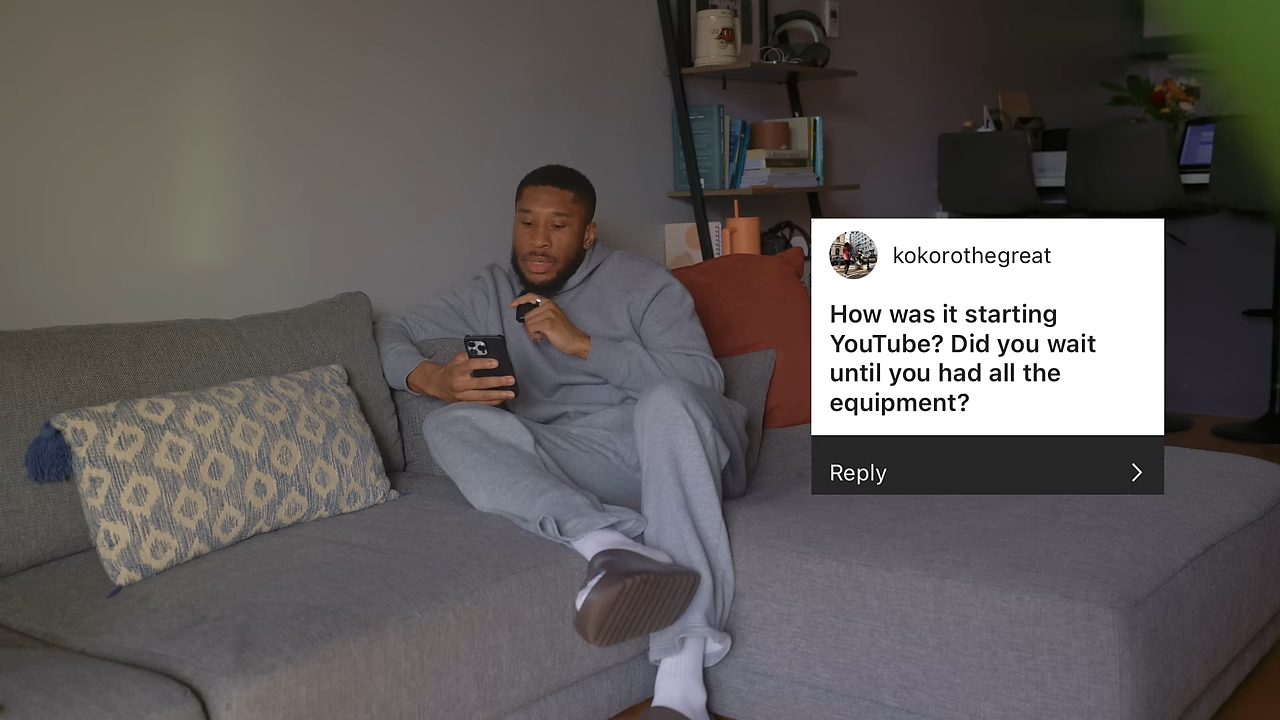 kokorothegreat
How was it starting
YouTube? Did you wait
until you had all the
equipment?
Reply